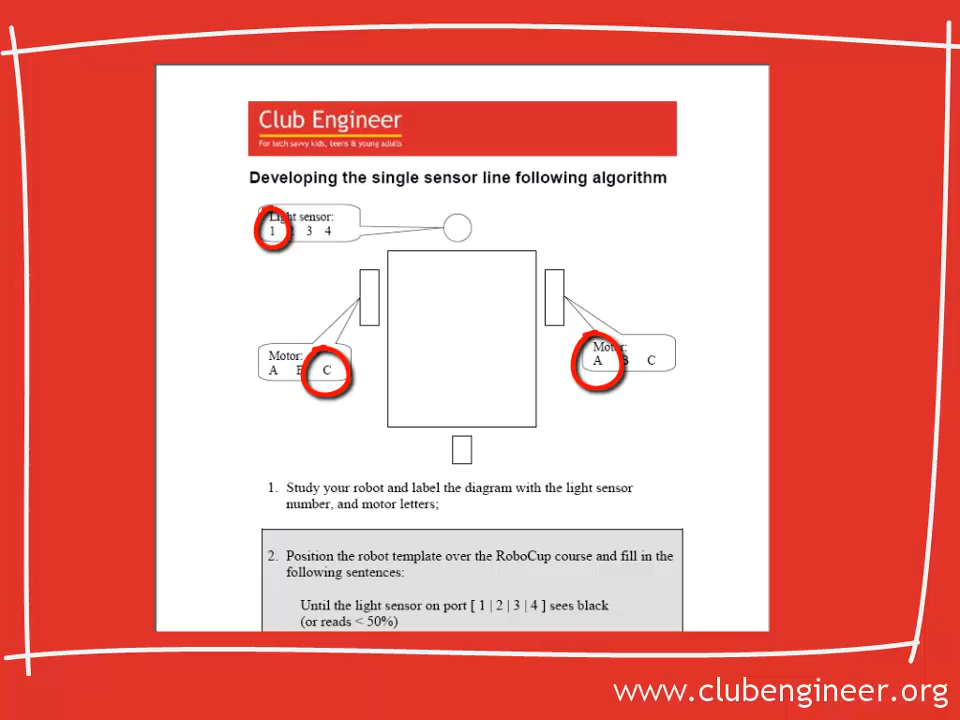 Club Engineer
For tech savvy kids, teens & young adults
Developing the single sensor line following algorithm
Light sensor:
1 2 3 4
Motor:
A B C
Motor:
A B C
1. Study your robot and label the diagram with the light sensor
number, and motor letters;
2. Position the robot template over the RoboCup course and fill in the
following sentences:
Until the light sensor on port [ 1 | 2 | 3 | 4 ] sees black
(or reads < 50%)
www.clubengineer.org